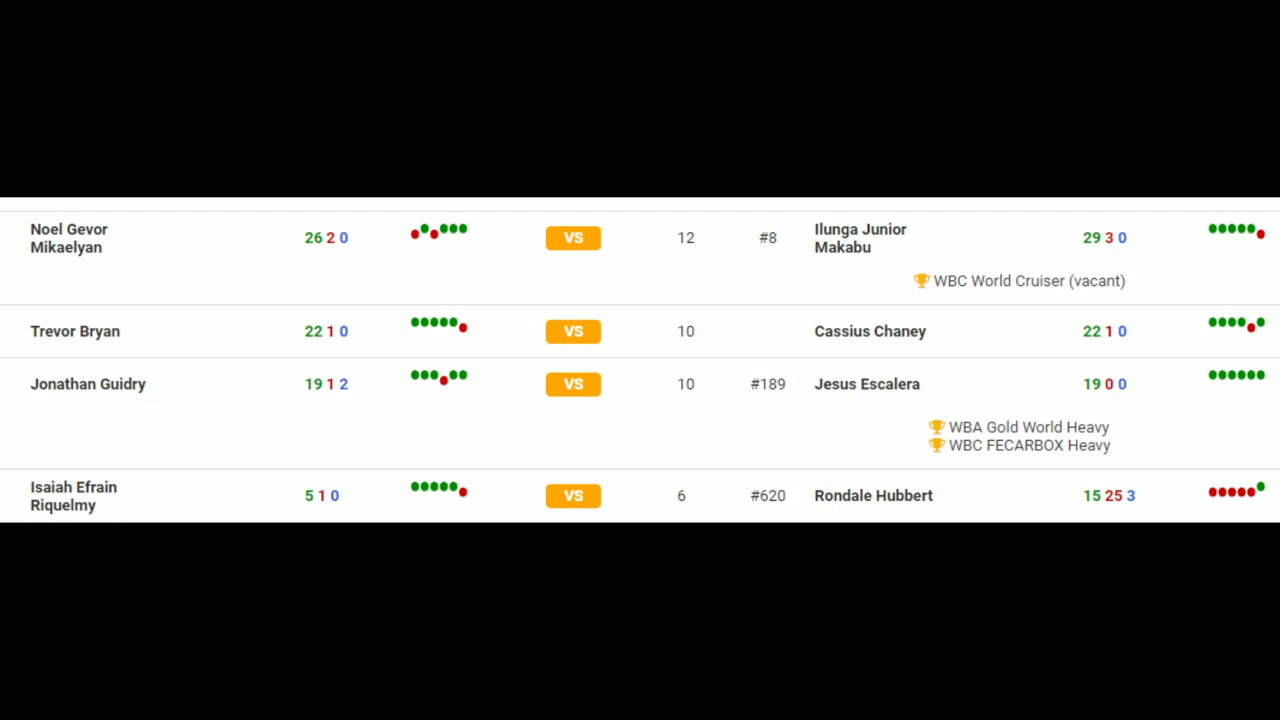 Noel Gevor
Mikaelyan
26 2 0
VS
12
#8
Ilunga Junior
Makabu
29 3 0
WBC World Cruiser (vacant)
Trevor Bryan
22 1 0
VS
10
Cassius Chaney
22 1 0
Jonathan Guidry
19 1 2
VS
10
#189
Jesus Escalera
19 0 0
WBA Gold World Heavy
WBC FECARBOX Heavy
Isaiah Efrain
Riquelmy
5 1 0
VS
6
#620
Rondale Hubbert
15 25 3